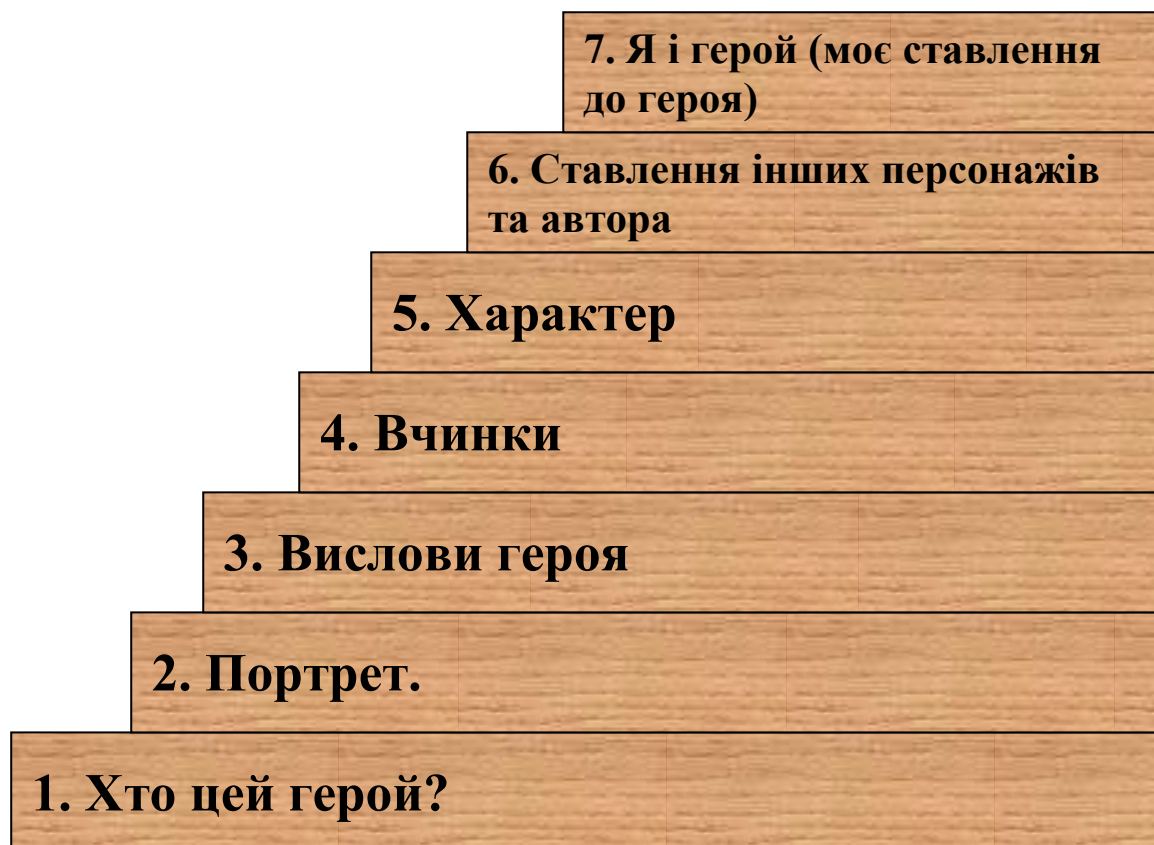 7. Я і герой (моє ставлення
до героя)
6. Ставлення інших персонажів
та автора
5. Характер
4. Вчинки
3. Вислови героя
2. Портрет.
1. Хто цей герой?